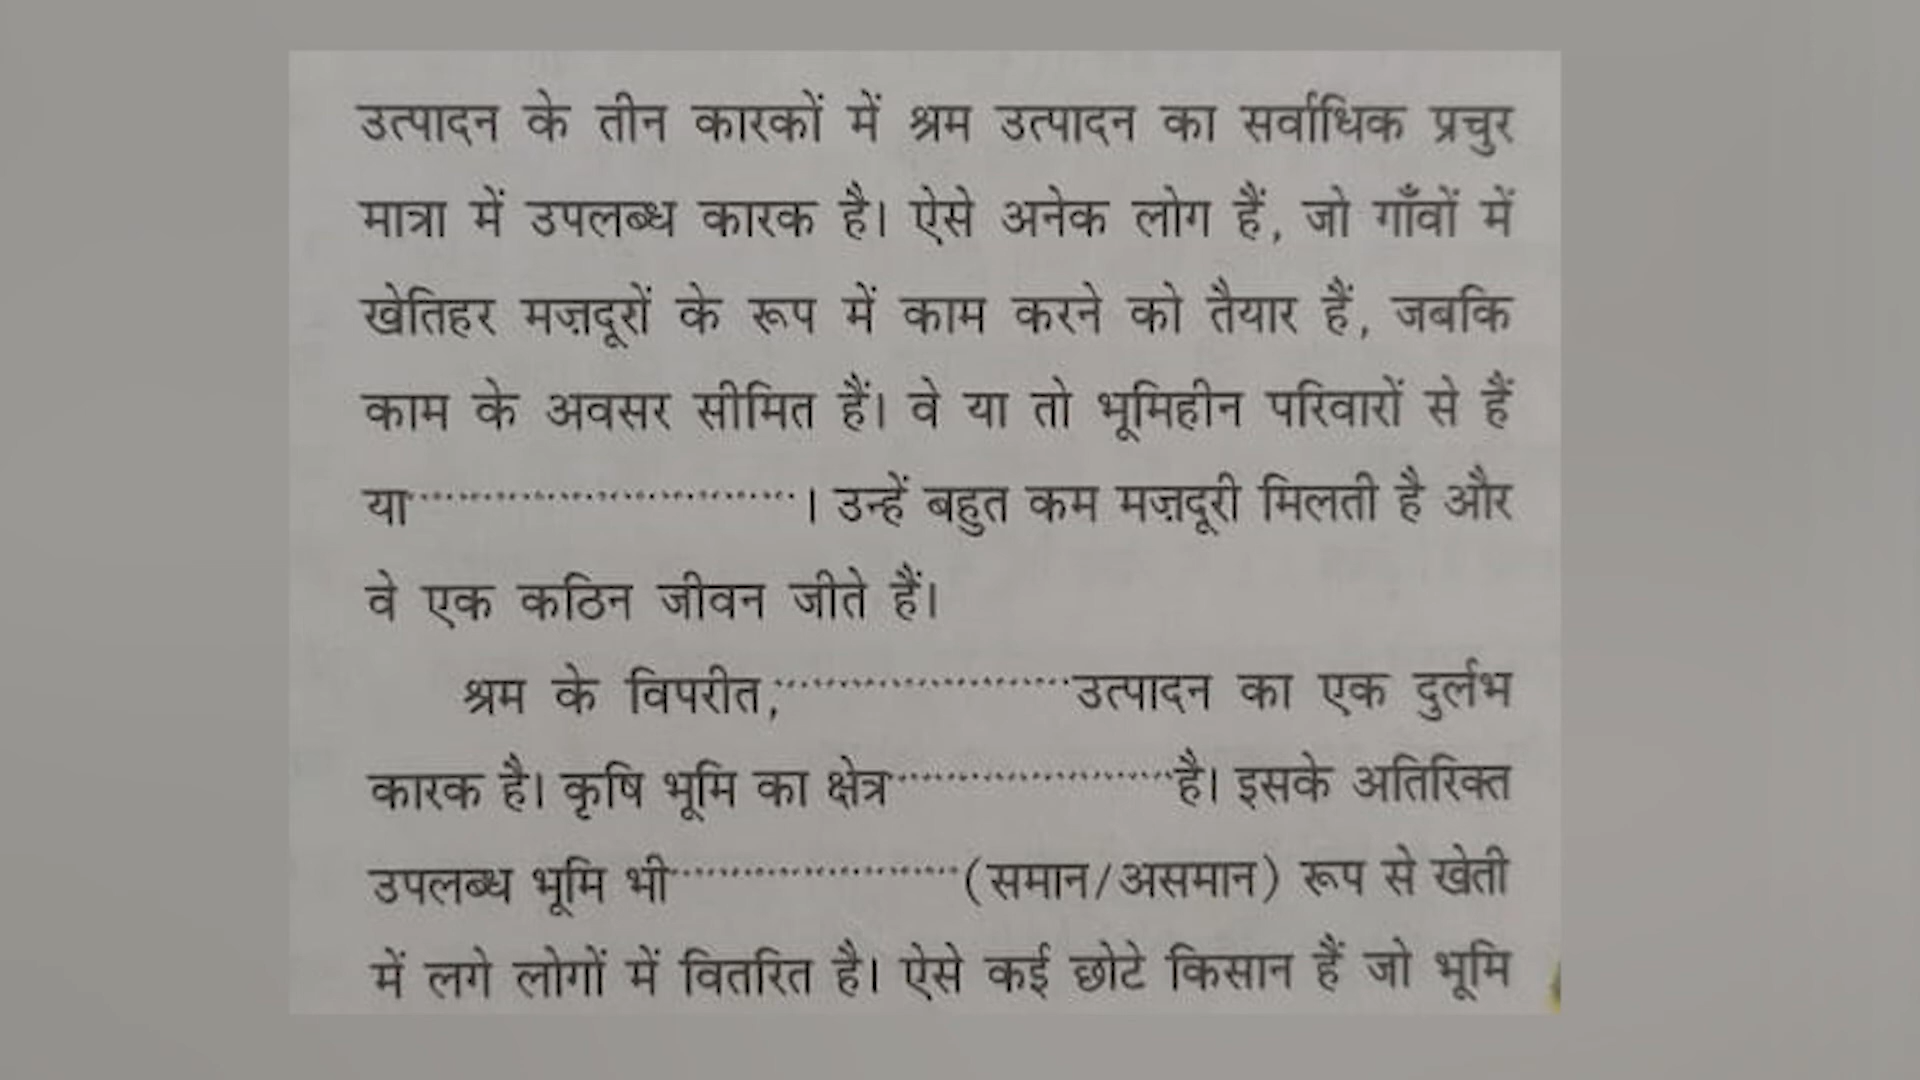 उत्पादन के तीन कारकों में श्रम उत्पादन का सर्वाधिक प्रचुर
मात्रा में उपलब्ध कारक है। ऐसे अनेक लोग हैं, जो गाँवों में
खेतिहर मज़दूरों के रूप में काम करने को तैयार हैं, जबकि
काम के अवसर सीमित हैं। वे या तो भूमिहीन परिवारों से हैं
या..............................। उन्हें बहुत कम मज़दूरी मिलती है और
वे एक कठिन जीवन जीते हैं।
श्रम के विपरीत,........................उत्पादन का एक दुर्लभ
कारक है। कृषि भूमि का क्षेत्र........................है। इसके अतिरिक्त
उपलब्ध भूमि भी........................(समान/असमान) रूप से खेती
में लगे लोगों में वितरित है। ऐसे कई छोटे किसान हैं जो भूमि